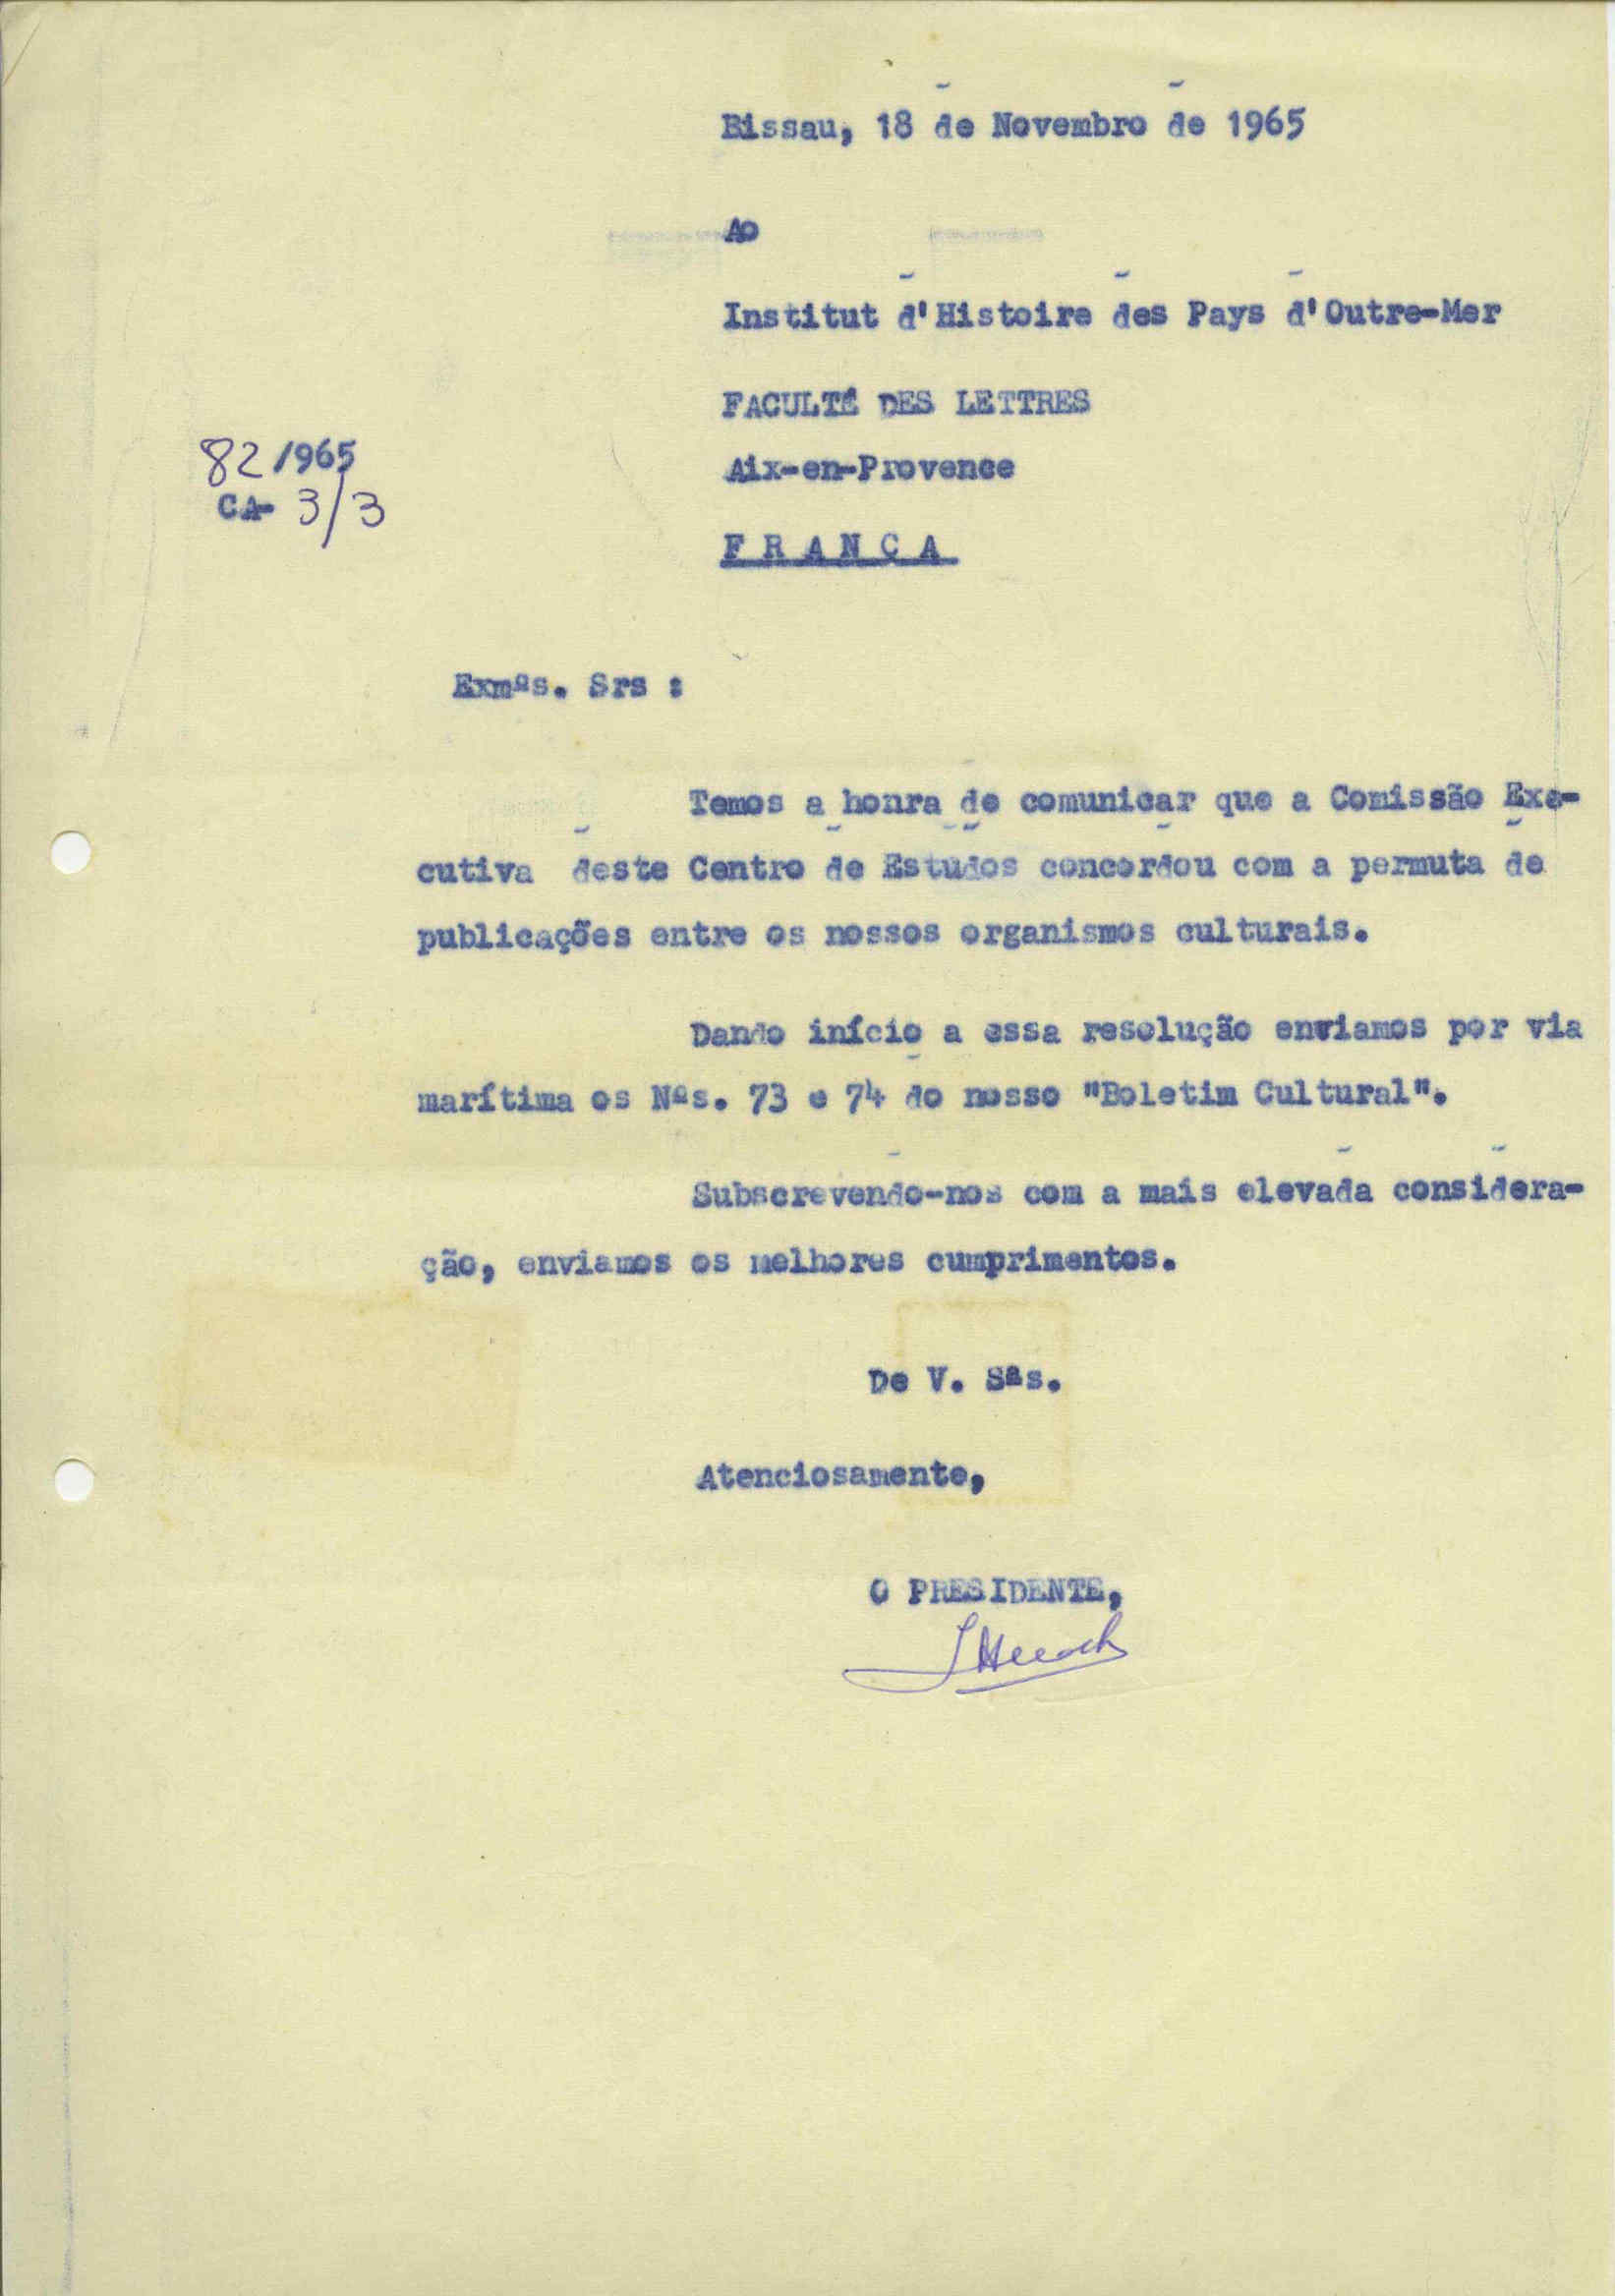 Bissau, 18 de Novembro de 1965
Ao
Institut d'Histoire des Pays d'Outre-Mer
FACULTÉ DES LETTRES
82/965
Aix-en-Provence
CA- 3/3
F R A N C A
Exmºs. Srs :
Temos a honra de comunicar que a Comissão Exe-
cutiva deste Centro de Estudos concordou com a permuta de
publicações entre os nossos organismos culturais.
Dando início a essa resolução enviamos por via
marítima os Nºs. 73 e 74 do nosso "Boletim Cultural".
Subscrevendo-nos com a mais elevada considera-
ção, enviamos os melhores cumprimentos.
De V. Sªs.
Atenciosamente,
O PRESIDENTE,